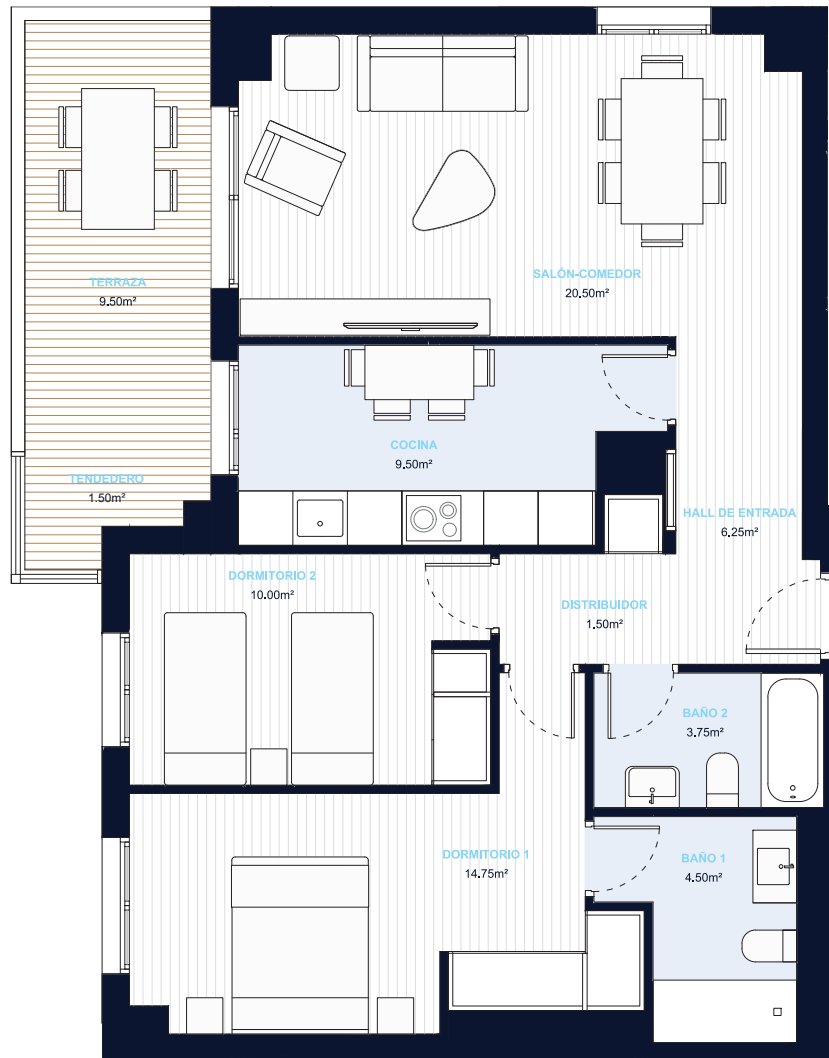 TERRAZA
9.50m²
SALÓN-COMEDOR
20.50m²
COCINA
9.50m²
TENDEDERO
1.50m²
HALL DE ENTRADA
6.25m²
DORMITORIO 2
10.00m²
DISTRIBUIDOR
1.50m²
BAÑO 2
3.75m²
DORMITORIO 1
14.75m²
BAÑO 1
4.50m²